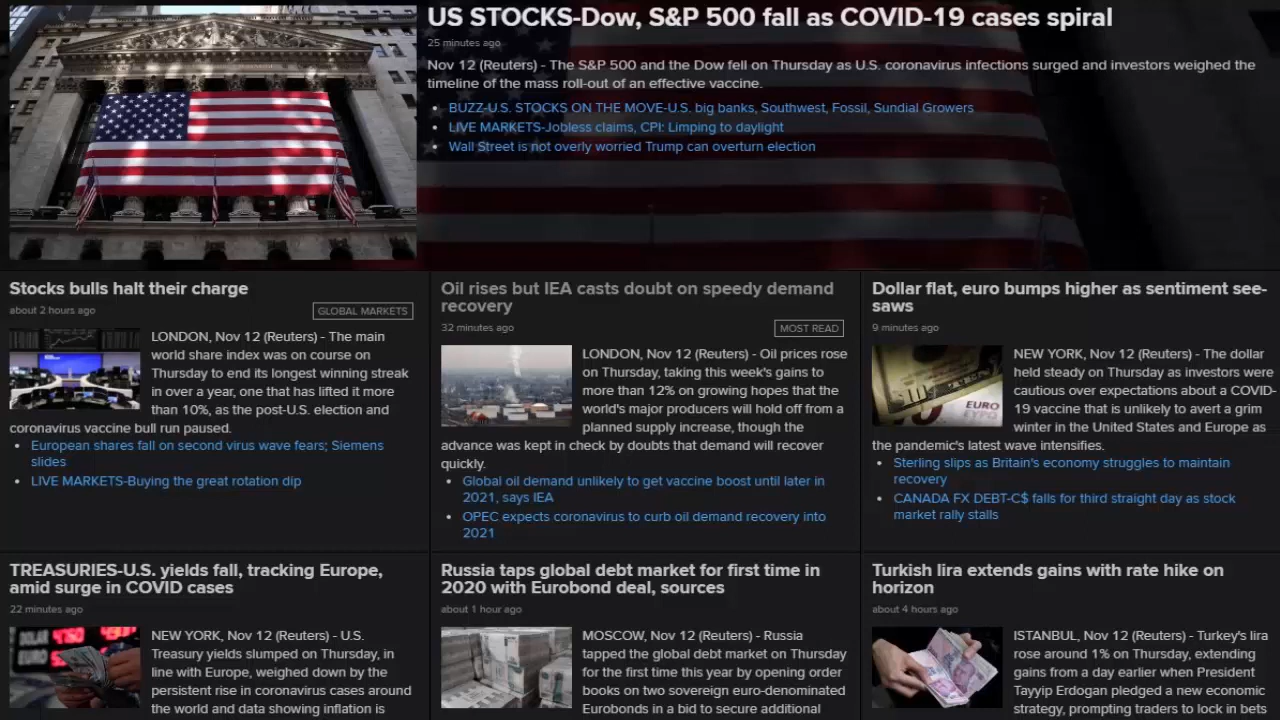 US STOCKS-Dow, S&P 500 fall as COVID-19 cases spiral
25 minutes ago
Nov 12 (Reuters) - The S&P 500 and the Dow fell on Thursday as U.S. coronavirus infections surged and investors weighed the
timeline of the mass roll-out of an effective vaccine.
• BUZZ-U.S. STOCKS ON THE MOVE-U.S. big banks, Southwest, Fossil, Sundial Growers
• LIVE MARKETS-Jobless claims, CPI: Limping to daylight
• Wall Street is not overly worried Trump can overturn election
Stocks bulls halt their charge
about 2 hours ago
GLOBAL MARKETS
LONDON, Nov 12 (Reuters) - The main
world share index was on course on
Thursday to end its longest winning streak
in over a year, one that has lifted it more
than 10%, as the post-U.S. election and
coronavirus vaccine bull run paused.
• European shares fall on second virus wave fears; Siemens
slides
• LIVE MARKETS-Buying the great rotation dip
Oil rises but IEA casts doubt on speedy demand
recovery
32 minutes ago
MOST READ
LONDON, Nov 12 (Reuters) - Oil prices rose
on Thursday, taking this week's gains to
more than 12% on growing hopes that the
world's major producers will hold off from a
planned supply increase, though the
advance was kept in check by doubts that demand will recover
quickly.
• Global oil demand unlikely to get vaccine boost until later in
2021, says IEA
• OPEC expects coronavirus to curb oil demand recovery into
2021
Dollar flat, euro bumps higher as sentiment see-
saws
9 minutes ago
EURO
NEW YORK, Nov 12 (Reuters) - The dollar
held steady on Thursday as investors were
cautious over expectations about a COVID-
19 vaccine that is unlikely to avert a grim
winter in the United States and Europe as
the pandemic's latest wave intensifies.
• Sterling slips as Britain's economy struggles to maintain
recovery
• CANADA FX DEBT-C$ falls for third straight day as stock
market rally stalls
TREASURIES-U.S. yields fall, tracking Europe,
amid surge in COVID cases
22 minutes ago
DOLAR
EURO
NEW YORK, Nov 12 (Reuters) - U.S.
Treasury yields slumped on Thursday, in
line with Europe, weighed down by the
persistent rise in coronavirus cases around
the world and data showing inflation is
Russia taps global debt market for first time in
2020 with Eurobond deal, sources
about 1 hour ago
MOSCOW, Nov 12 (Reuters) - Russia
tapped the global debt market on Thursday
for the first time this year by opening order
books on two sovereign euro-denominated
Eurobonds in a bid to secure additional
Turkish lira extends gains with rate hike on
horizon
about 4 hours ago
ISTANBUL, Nov 12 (Reuters) - Turkey's lira
rose around 1% on Thursday, extending
gains from a day earlier when President
Tayyip Erdogan pledged a new economic
strategy, prompting traders to lock in bets